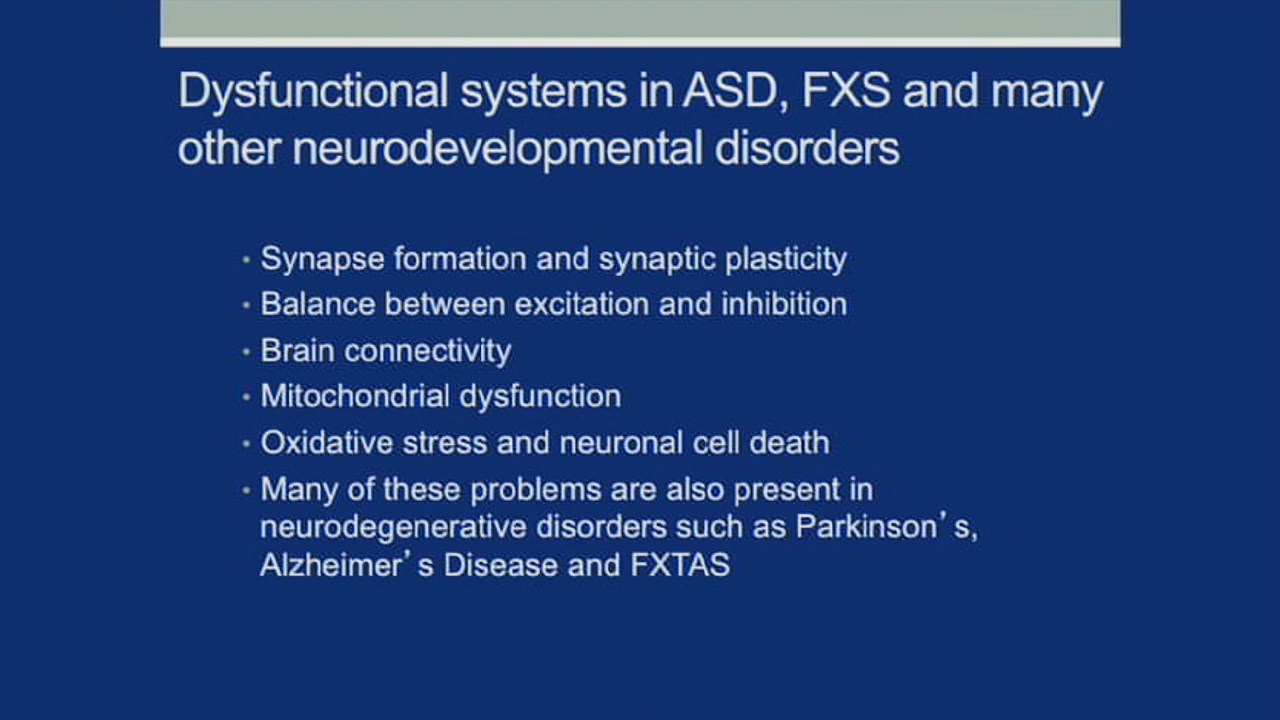 Dysfunctional systems in ASD, FXS and many
other neurodevelopmental disorders
• Synapse formation and synaptic plasticity
• Balance between excitation and inhibition
• Brain connectivity
• Mitochondrial dysfunction
• Oxidative stress and neuronal cell death
• Many of these problems are also present in
neurodegenerative disorders such as Parkinson’s,
Alzheimer’s Disease and FXTAS